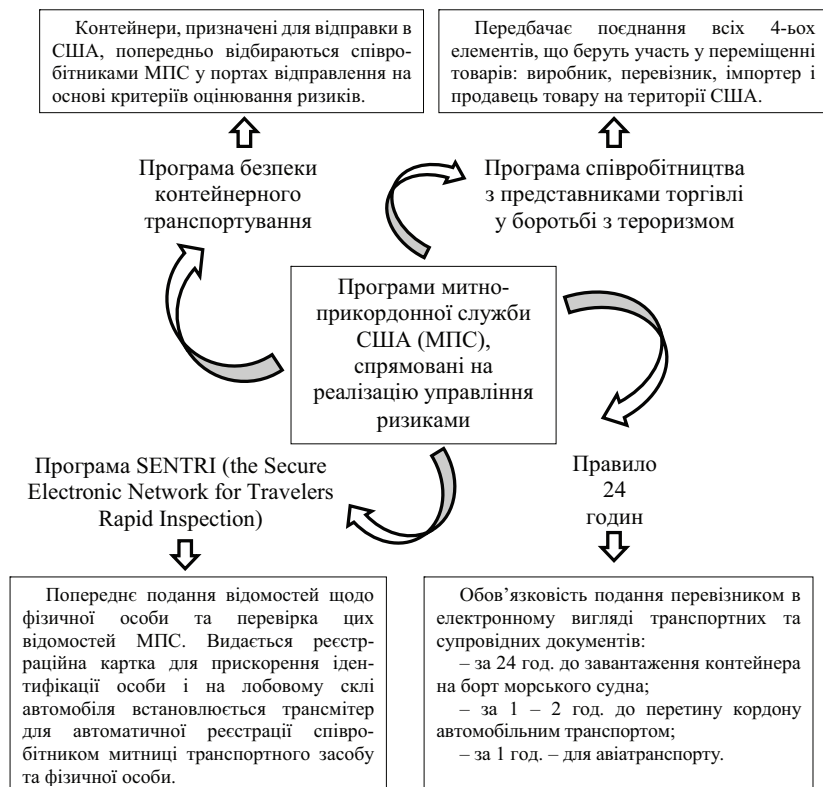 Контейнери, призначені для відправки в
США, попередньо відбираються співро-
бітниками МПС у портах відправлення на
основі критеріїв оцінювання ризиків.
Передбачає поєднання всіх 4-ьох
елементів, що беруть участь у переміщенні
товарів: виробник, перевізник, імпортер і
продавець товару на території США.
Програма безпеки
контейнерного
транспортування
Програма співробітництва
з представниками торгівлі
у боротьбі з тероризмом
Програми митно-
прикордонної служби
США (МПС),
спрямовані на
реалізацію управління
ризиками
Програма SENTRI (the Secure
Electronic Network for Travelers
Rapid Inspection)
Правило
24
годин
Попереднє подання відомостей щодо
фізичної особи та перевірка цих
відомостей МПС. Видається реєстр-
раційна картка для прискорення іден-
тифікації особи і на лобовому склі
автомобіля встановлюється трансмітер
для автоматичної реєстрації співро-
бітником митниці транспортного засобу
та фізичної особи.
Обов’язковість подання перевізником в
електронному вигляді транспортних та
супровідних документів:
– за 24 год. до завантаження контейнера
на борт морського судна;
– за 1 – 2 год. до перетину кордону
автомобільним транспортом;
– за 1 год. – для авіатранспорту.